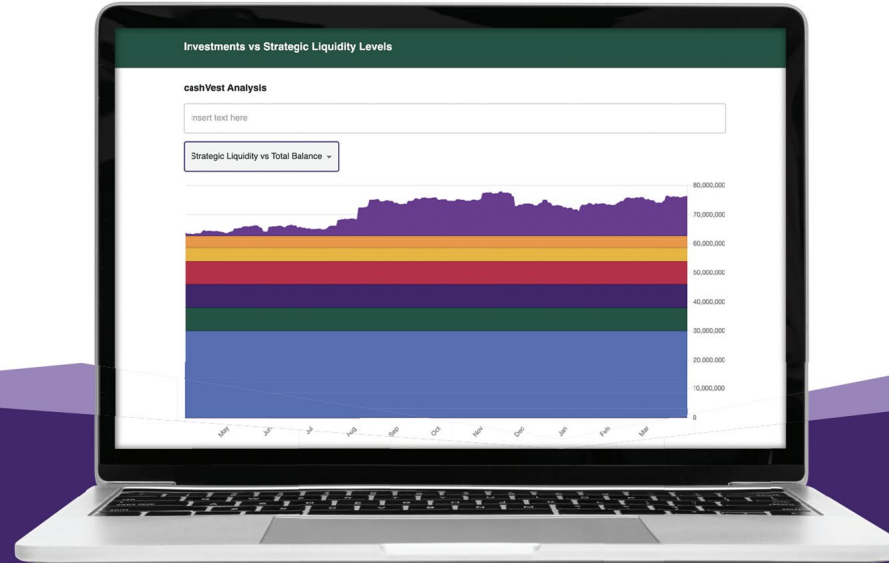 Investments vs Strategic Liquidity Levels
cashVest Analysis
Insert text here
Strategic Liquidity vs Total Balance
80,000,000
70,000,000
60,000,000
50,000,000
40,000,000
30,000,000
20,000,000
10,000,000
0
May
Jun
Jul
Aug
Sep
Oct
Nov
Dec
Jan
Feb
Mar